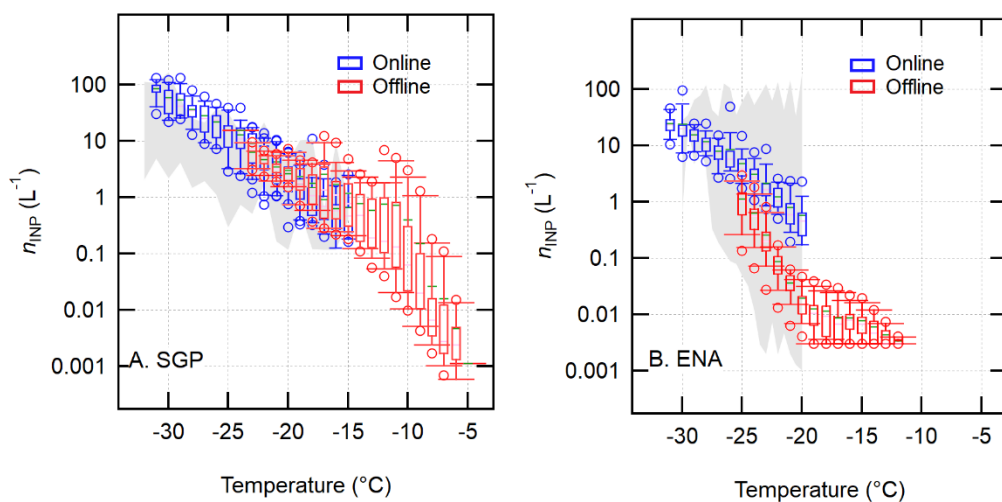 Online
Offline
100
10
1
0.1
0.01
0.001
nINP (L-1)
A. SGP
-30
-25
-20
-15
-10
-5
Temperature (°C)
Online
Offline
100
10
1
0.1
0.01
0.001
nINP (L-1)
B. ENA
-30
-25
-20
-15
-10
-5
Temperature (°C)